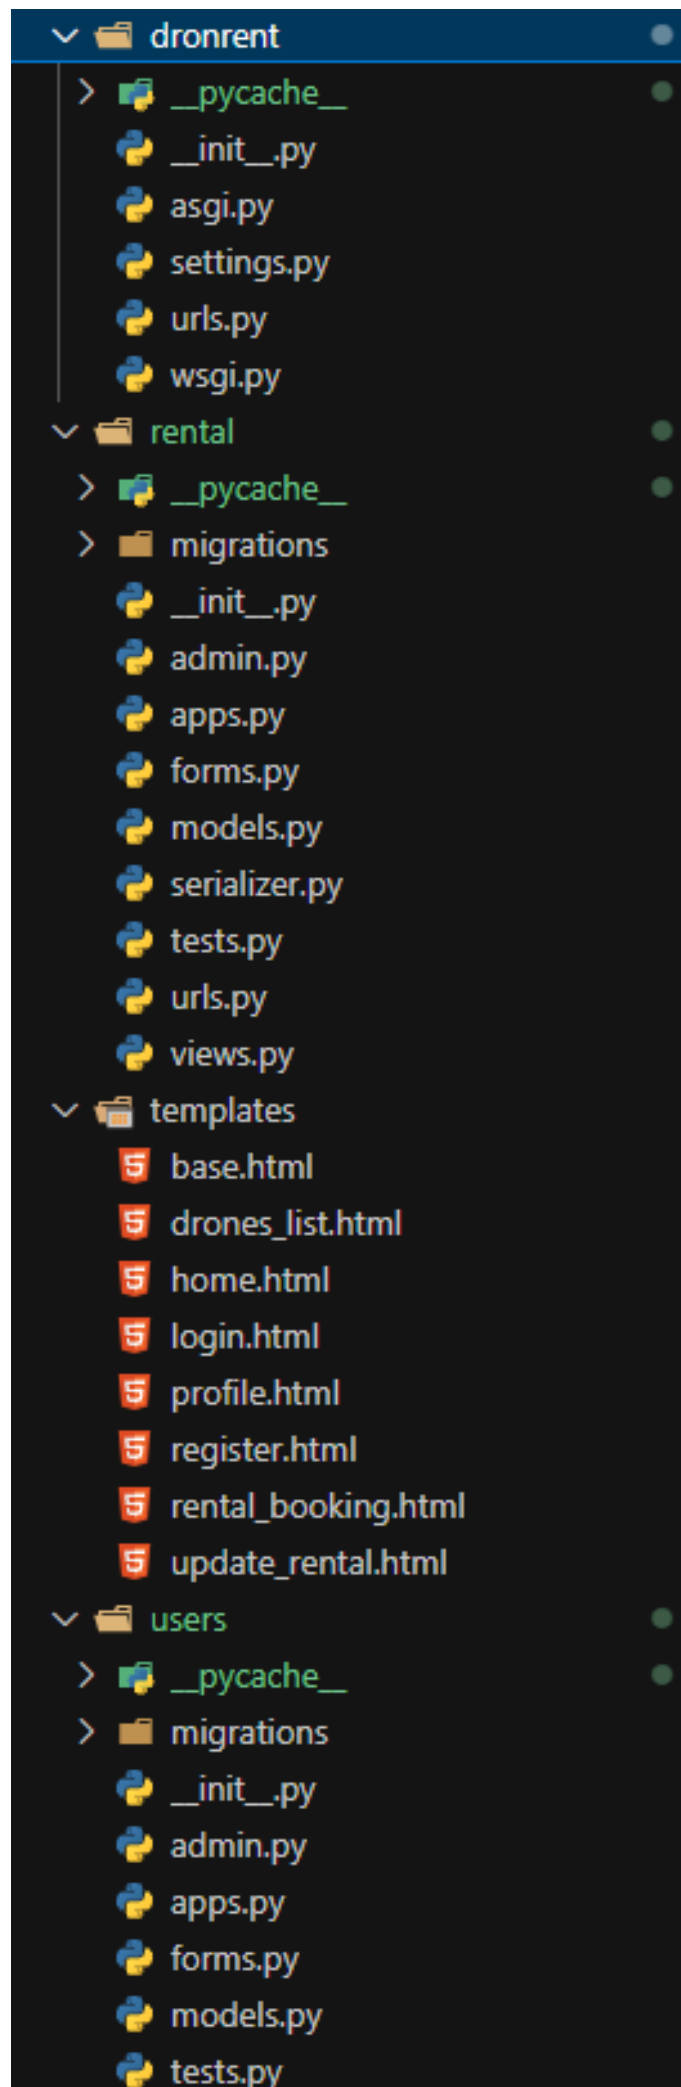 dronrent
__pycache__
__init__.py
asgi.py
settings.py
urls.py
wsgi.py
rental
__pycache__
migrations
__init__.py
admin.py
apps.py
forms.py
models.py
serializer.py
tests.py
urls.py
views.py
templates
base.html
drones_list.html
home.html
login.html
profile.html
register.html
rental_booking.html
update_rental.html
users
__pycache__
migrations
__init__.py
admin.py
apps.py
forms.py
models.py
tests.py